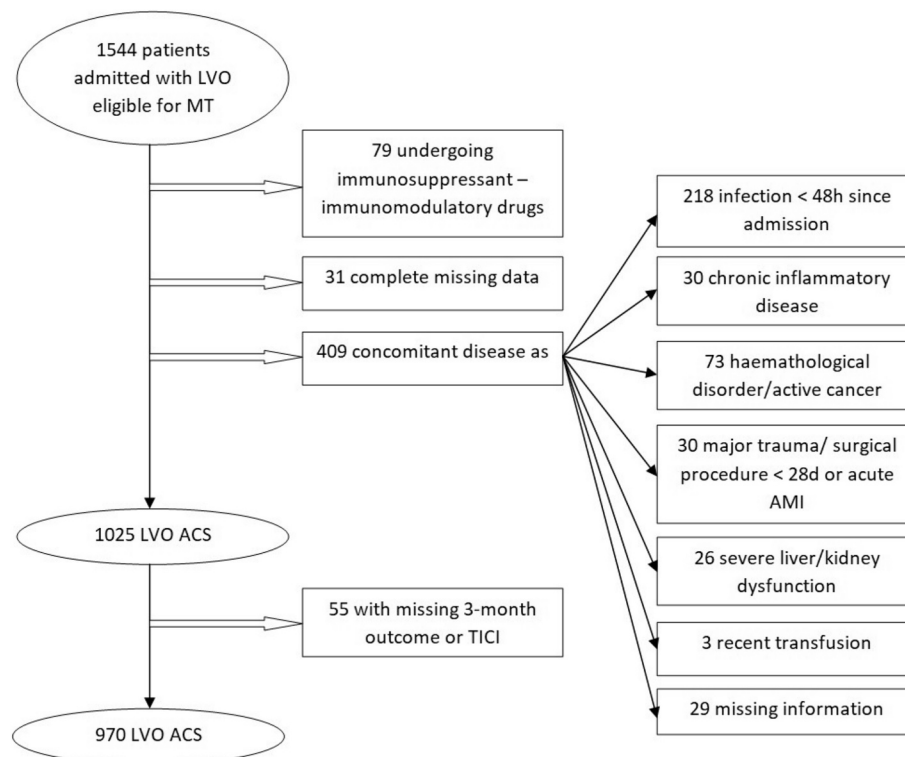 1544 patients
admitted with LVO
eligible for MT
79 undergoing
immunosuppressant –
immunomodulatory drugs
31 complete missing data
409 concomitant disease as
218 infection < 48h since
admission
30 chronic inflammatory
disease
73 haemathological
disorder/active cancer
30 major trauma/ surgical
procedure < 28d or acute
AMI
26 severe liver/kidney
dysfunction
3 recent transfusion
29 missing information
1025 LVO ACS
55 with missing 3-month
outcome or TICI
970 LVO ACS